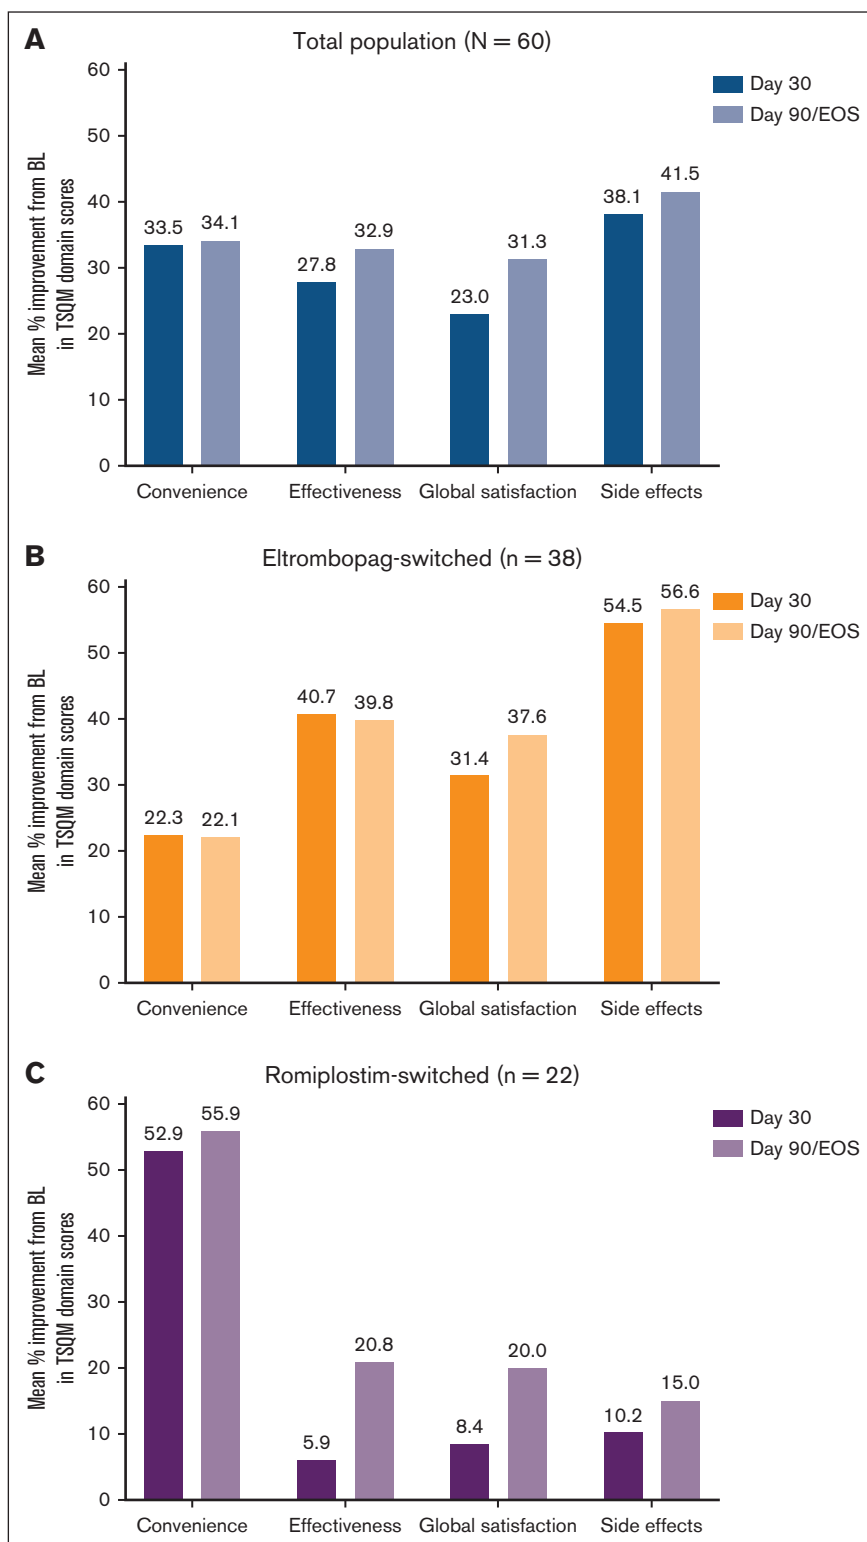 A
Total population (N = 60)
Mean % improvement from BL
in TSQM domain scores
60
50
40
30
20
10
0
Day 30
Day 90/EOS
33.5
34.1
27.8
32.9
23.0
31.3
38.1
41.5
Convenience
Effectiveness
Global satisfaction
Side effects
B
Eltrombopag-switched (n = 38)
Mean % improvement from BL
in TSQM domain scores
60
50
40
30
20
10
0
Day 30
Day 90/EOS
22.3
22.1
40.7
39.8
31.4
37.6
54.5
56.6
Convenience
Effectiveness
Global satisfaction
Side effects
C
Romiplostim-switched (n = 22)
Mean % improvement from BL
in TSQM domain scores
60
50
40
30
20
10
0
Day 30
Day 90/EOS
52.9
55.9
5.9
20.8
8.4
20.0
10.2
15.0
Convenience
Effectiveness
Global satisfaction
Side effects